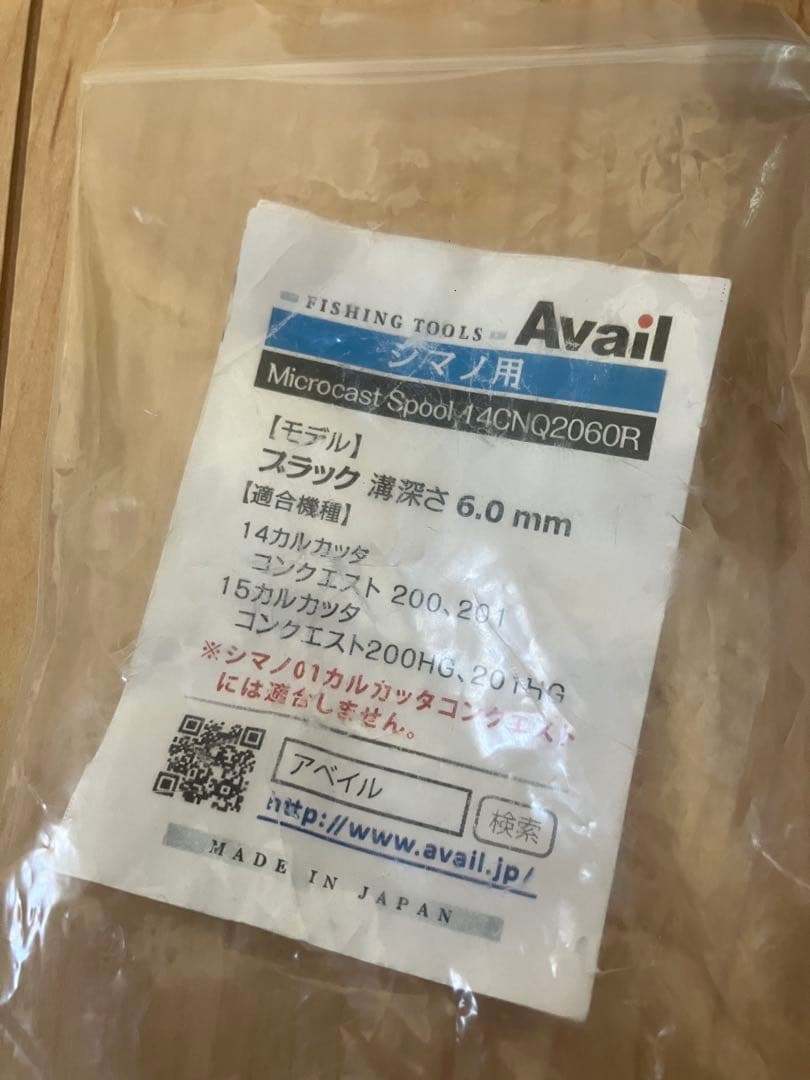 FISHING TOOLS Avail
シマノ用
Microcast Spool 14CNQ2060R
【モデル】
ブラック 溝深さ 6.0 mm
【適合機種】
14カルカッタ
コンクエスト 200、201
15カルカッタ
コンクエスト200HG、201HG
※シマノ01カルカッタコンクエスト
には適合しません。
アベイル 検索
http://www.avail.jp/
MADE IN JAPAN